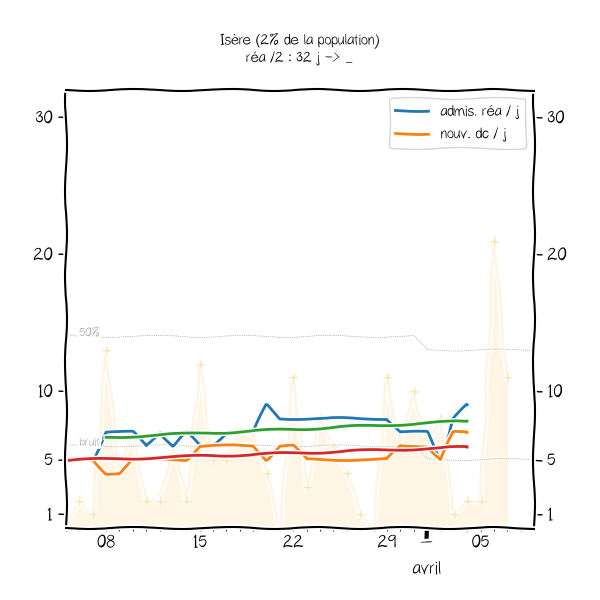 Isère (2% de la population)
réa /2 : 32 j -> _
admis. réa / j
nouv. dc / j
30
30
20
20
50%
10
10
bruit
5
5
1
1
08
15
22
29
05
avril